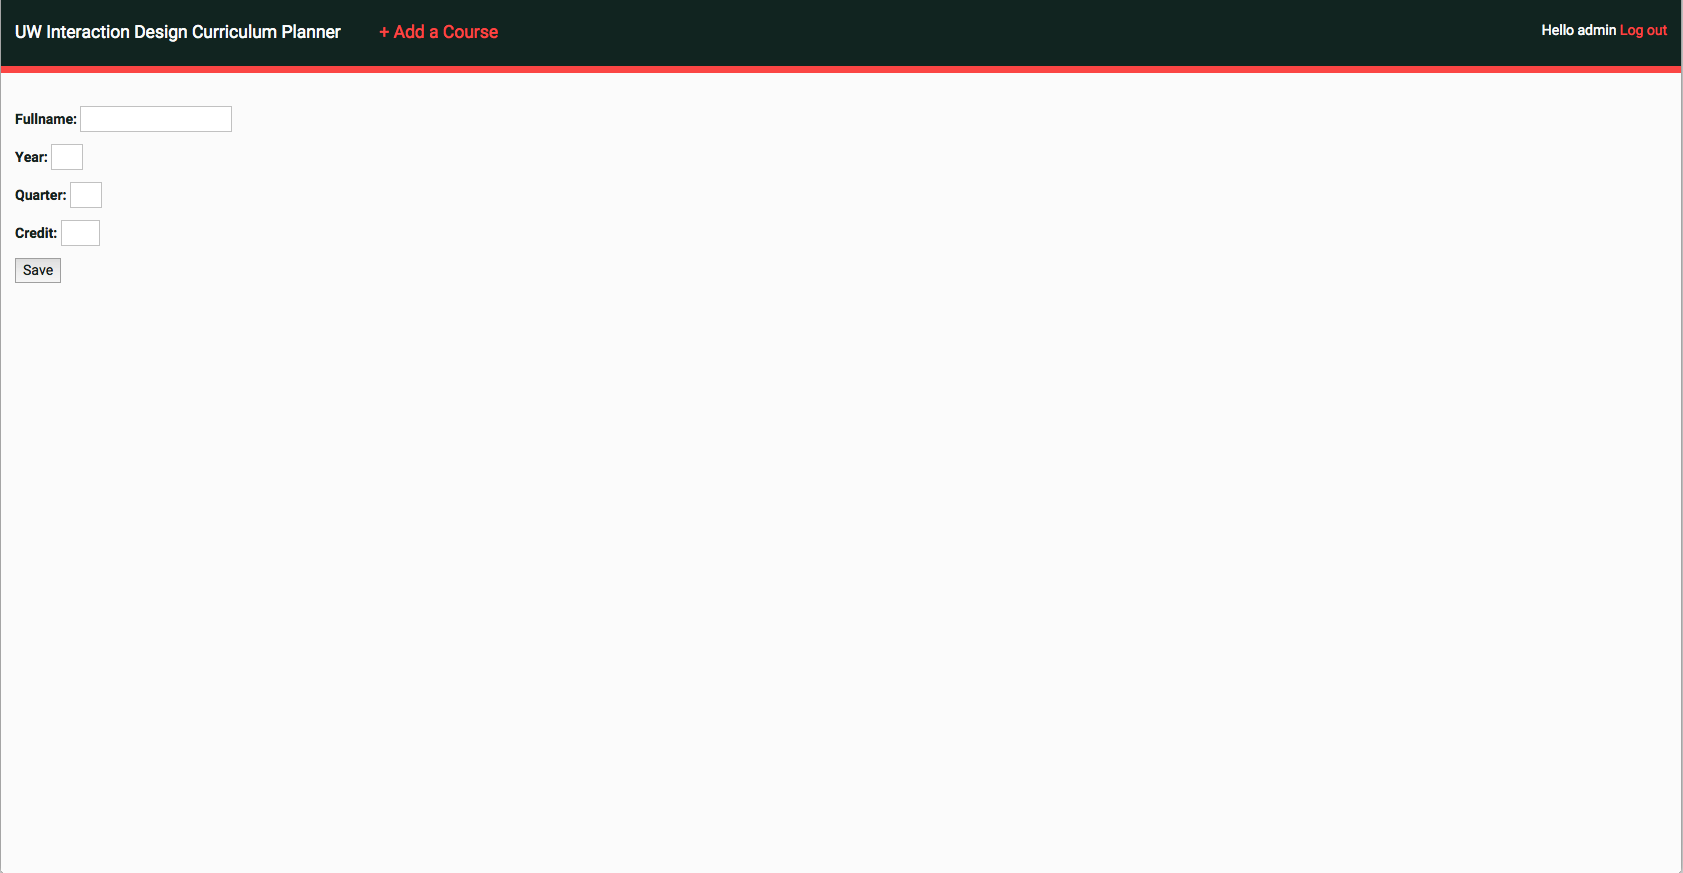 UW Interaction Design Curriculum Planner + Add a Course Hello admin Log out
Fullname:
Year:
Quarter:
Credit:
Save